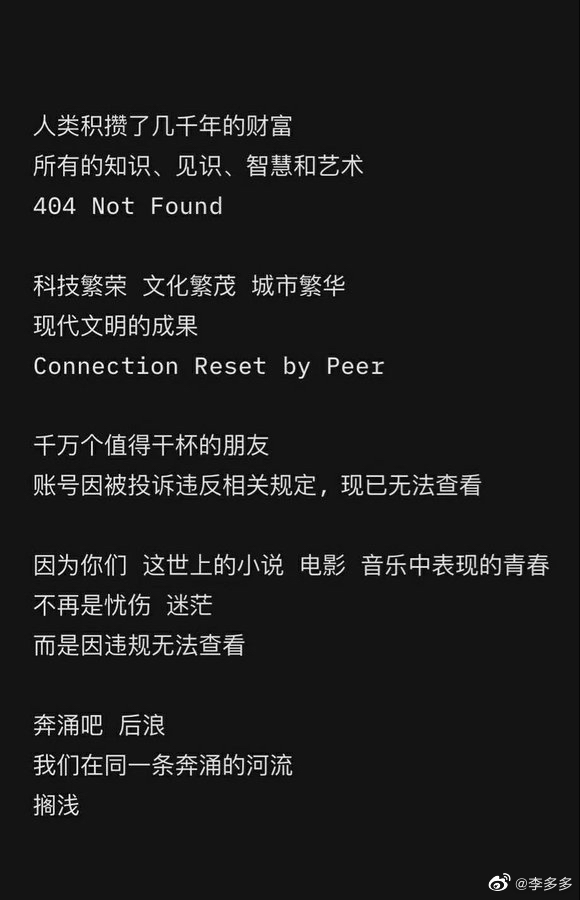 人类积攒了几千年的财富
所有的知识、见识、智慧和艺术
404 Not Found
科技繁荣 文化繁茂 城市繁华
现代文明的成果
Connection Reset by Peer
千万个值得干杯的朋友
账号因被投诉违反相关规定，现已无法查看
因为你们 这世上的小说 电影 音乐中表现的青春
不再是忧伤 迷茫
而是因违规无法查看
奔涌吧 后浪
我们在同一条奔涌的河流
搁浅
@李多多